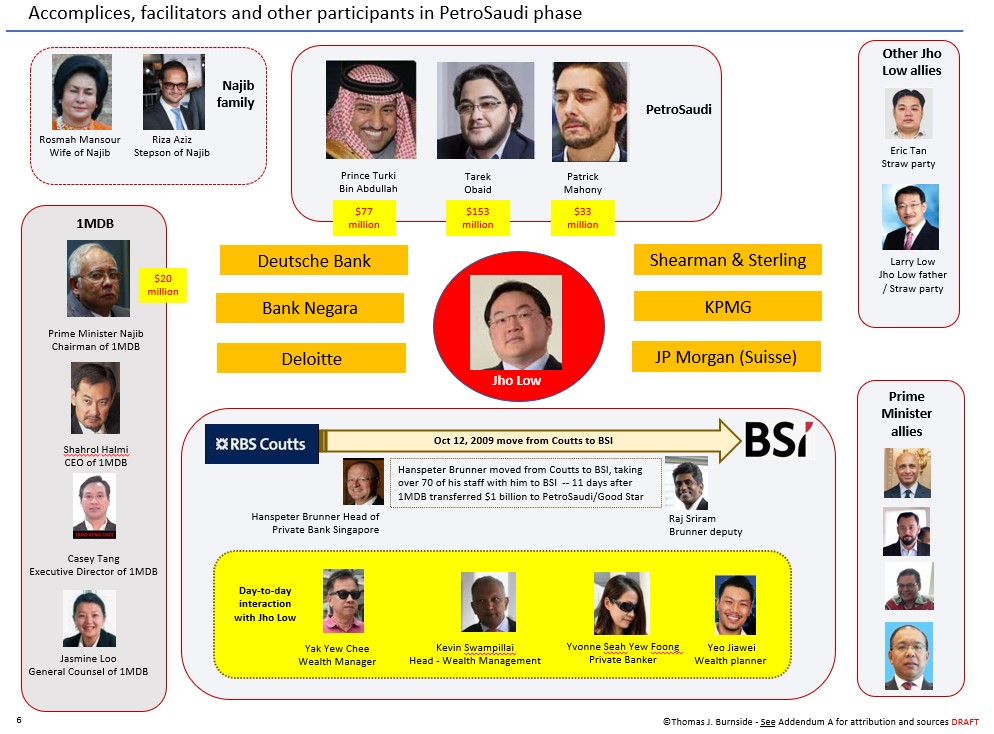 Accomplices, facilitators and other participants in PetroSaudi phase
Najib
family
Rosmah Mansour
Wife of Najib
Riza Aziz
Stepson of Najib
PetroSaudi
Prince Turki
Bin Abdullah
Tarek
Obaid
Patrick
Mahony
$77
million
$153
million
$33
million
Other Jho
Low allies
Eric Tan
Straw party
Larry Low
Jho Low father
/ Straw party
1MDB
$20
million
Prime Minister Najib
Chairman of 1MDB
Shahrol Halmi
CEO of 1MDB
TANG KENG CHEE
Casey Tang
Executive Director of 1MDB
Jasmine Loo
General Counsel of 1MDB
Deutsche Bank
Bank Negara
Deloitte
Jho Low
Shearman & Sterling
KPMG
JP Morgan (Suisse)
RBS Coutts
Oct 12, 2009 move from Coutts to BSI
BSI
Hanspeter Brunner moved from Coutts to BSI, taking
over 70 of his staff with him to BSI -- 11 days after
1MDB transferred $1 billion to PetroSaudi/Good Star
Hanspeter Brunner Head of
Private Bank Singapore
Raj Sriram
Brunner deputy
Day-to-day
interaction
with Jho Low
Yak Yew Chee
Wealth Manager
Kevin Swampillai
Head - Wealth Management
Yvonne Seah Yew Foong
Private Banker
Yeo Jiawei
Wealth planner
Prime
Minister
allies
6
©Thomas J. Burnside - See Addendum A for attribution and sources DRAFT